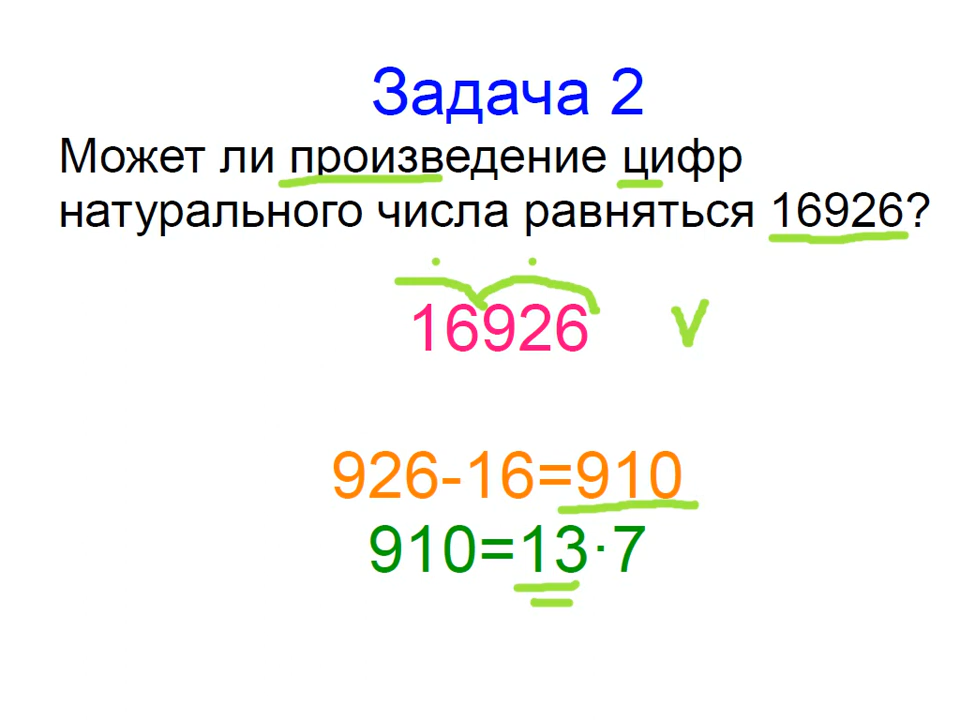 Задача 2
Может ли произведение цифр
натурального числа равняться 16926?
16926 v
926-16=910
910=13·7